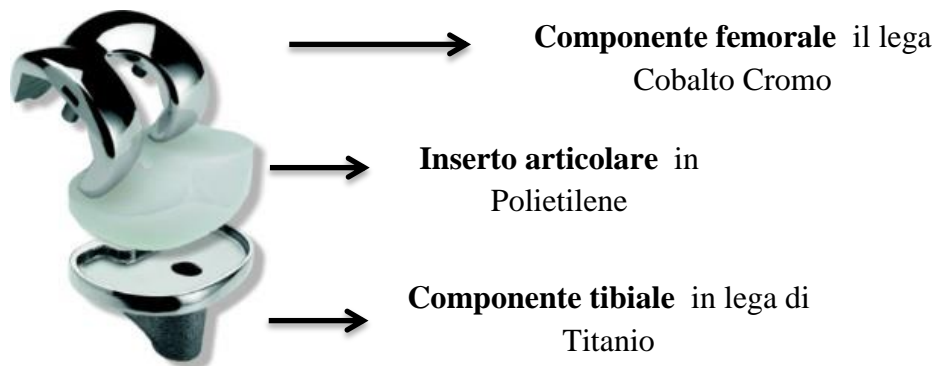 Componente femorale il lega
Cobalto Cromo
Inserto articolare in
Polietilene
Componente tibiale in lega di
Titanio